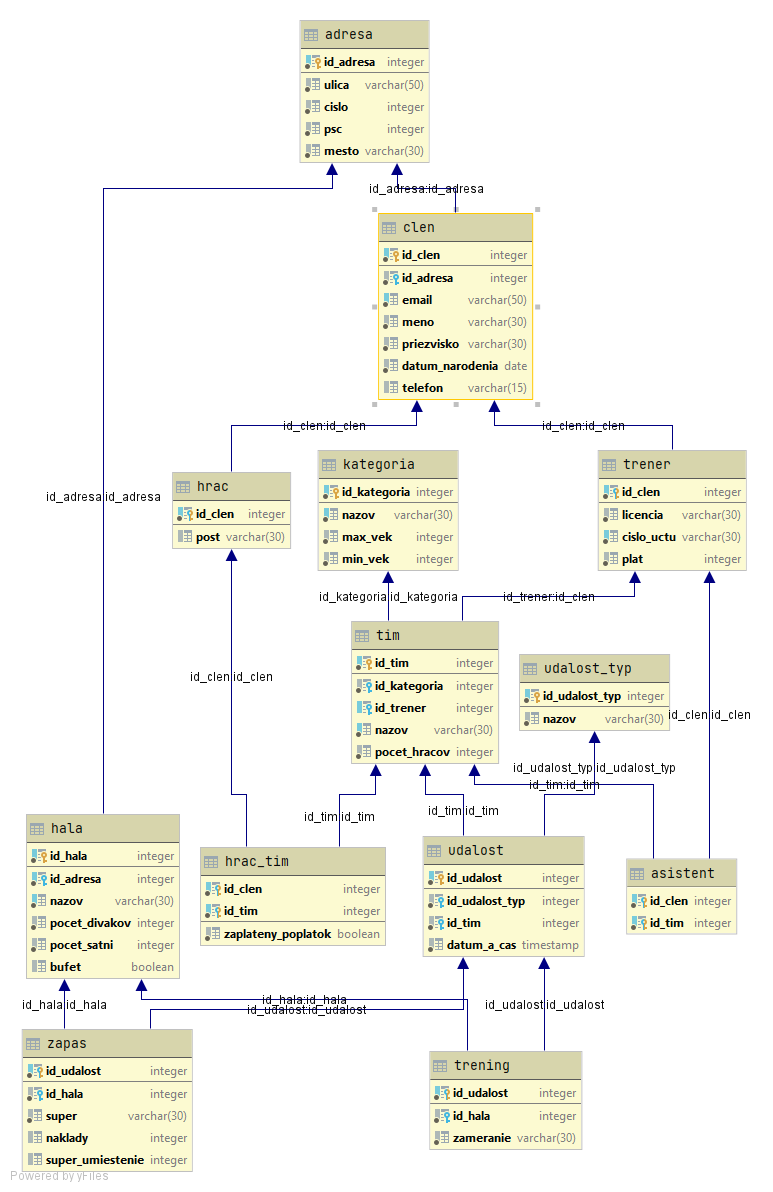 adresa
id_adresa integer
ulica varchar(50)
cislo integer
psc integer
mesto varchar(30)
id_adresa:id_adresa
clen
id_clen integer
id_adresa integer
email varchar(50)
meno varchar(30)
priezvisko varchar(30)
datum_narodenia date
telefon varchar(15)
id_clen:id_clen
id_clen:id_clen
id_adresa:id_adresa
hrac
id_clen integer
post varchar(30)
kategoria
id_kategoria integer
nazov varchar(30)
max_vek integer
min_vek integer
trener
id_clen integer
licencia varchar(30)
cislo_uctu varchar(30)
plat integer
id_kategoria:id_kategoria
id_trener:id_clen
id_clen:id_clen
tim
id_tim integer
id_kategoria integer
id_trener integer
nazov varchar(30)
pocet_hracov integer
udalost_typ
id_udalost_typ integer
nazov varchar(30)
id_clen:id_clen
id_udalost_typ:id_udalost_typ
id_tim:id_tim
id_tim:id_tim
id_tim:id_tim
hala
id_hala integer
id_adresa integer
nazov varchar(30)
pocet_divakov integer
pocet_satni integer
bufet boolean
hrac_tim
id_clen integer
id_tim integer
zaplateny_poplatok boolean
udalost
id_udalost integer
id_udalost_typ integer
id_tim integer
datum_a_cas timestamp
asistent
id_clen integer
id_tim integer
id_hala:id_hala
id_hala:id_hala
id_udalost:id_udalost
id_udalost:id_udalost
zapas
id_udalost integer
id_hala integer
super varchar(30)
naklady integer
super_umiestenie integer
trening
id_udalost integer
id_hala integer
zameranie varchar(30)
Powered by yFiles